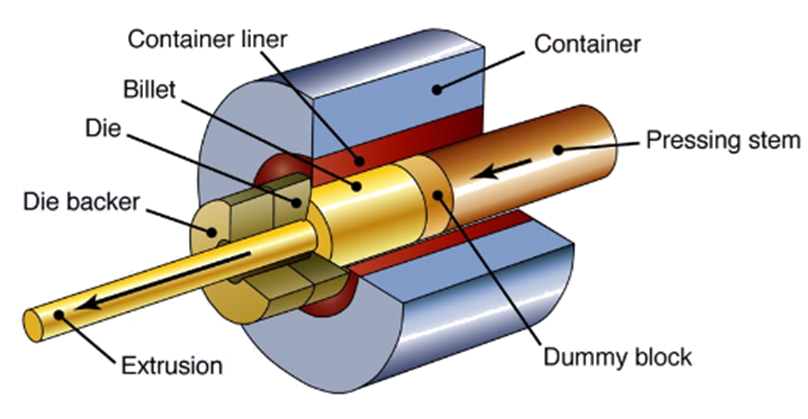 Container liner
Container
Billet
Die
Pressing stem
Die backer
Dummy block
Extrusion